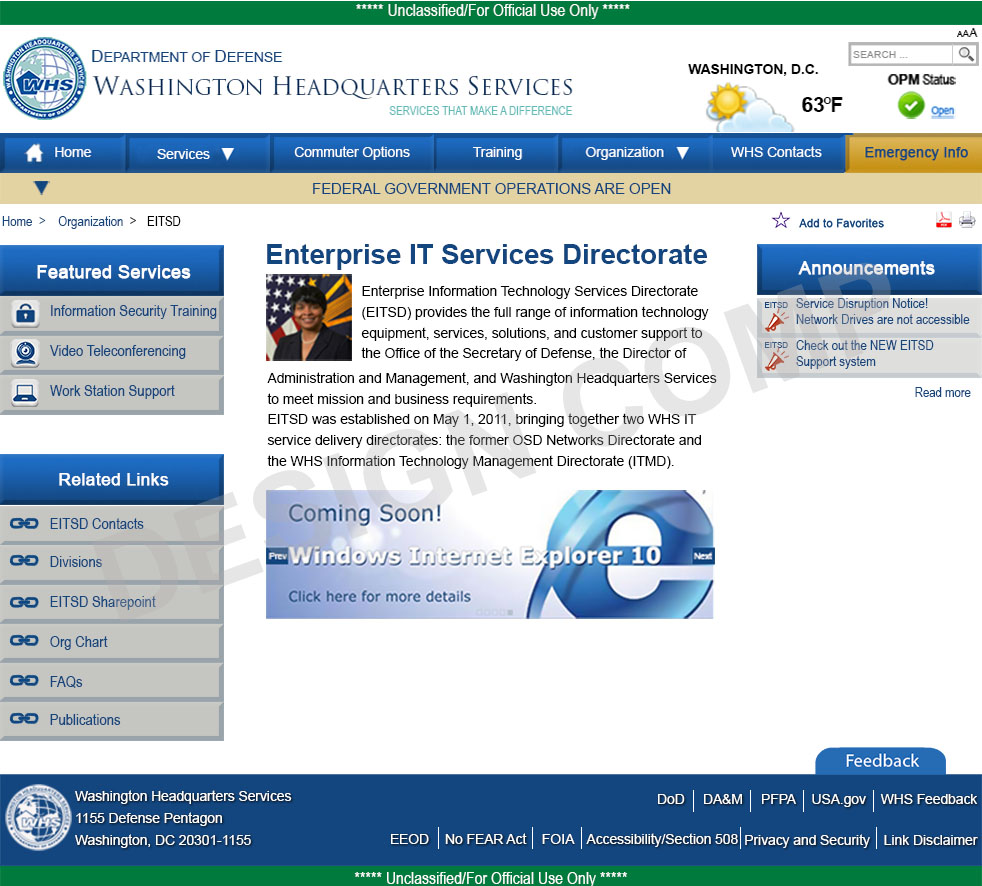 ***** Unclassified/For Official Use Only *****
AAA
DEPARTMENT OF DEFENSE
WASHINGTON HEADQUARTERS SERVICES
SERVICES THAT MAKE A DIFFERENCE
WHS
WASHINGTON, D.C.
63°F
SEARCH ...
OPM Status
Open
Home
Services
Commuter Options
Training
Organization
WHS Contacts
Emergency Info
FEDERAL GOVERNMENT OPERATIONS ARE OPEN
Home > Organization > EITSD
Add to Favorites
Featured Services
Information Security Training
Video Teleconferencing
Work Station Support
Related Links
EITSD Contacts
Divisions
EITSD Sharepoint
Org Chart
FAQs
Publications
Enterprise IT Services Directorate
Enterprise Information Technology Services Directorate
(EITSD) provides the full range of information technology
equipment, services, solutions, and customer support to
the Office of the Secretary of Defense, the Director of
Administration and Management, and Washington Headquarters Services
to meet mission and business requirements.
EITSD was established on May 1, 2011, bringing together two WHS IT
service delivery directorates: the former OSD Networks Directorate and
the WHS Information Technology Management Directorate (ITMD).
Coming Soon!
Prev
Windows Internet Explorer 10
Next
Click here for more details
Announcements
EITSD Service Disruption Notice!
Network Drives are not accessible
EITSD Check out the NEW EITSD
Support system
Read more
DESIGN COMP
Feedback
WHS
Washington Headquarters Services
1155 Defense Pentagon
Washington, DC 20301-1155
DoD | DA&M | PFPA | USA.gov | WHS Feedback
EEOD | No FEAR Act | FOIA | Accessibility/Section 508 | Privacy and Security | Link Disclaimer
***** Unclassified/For Official Use Only *****